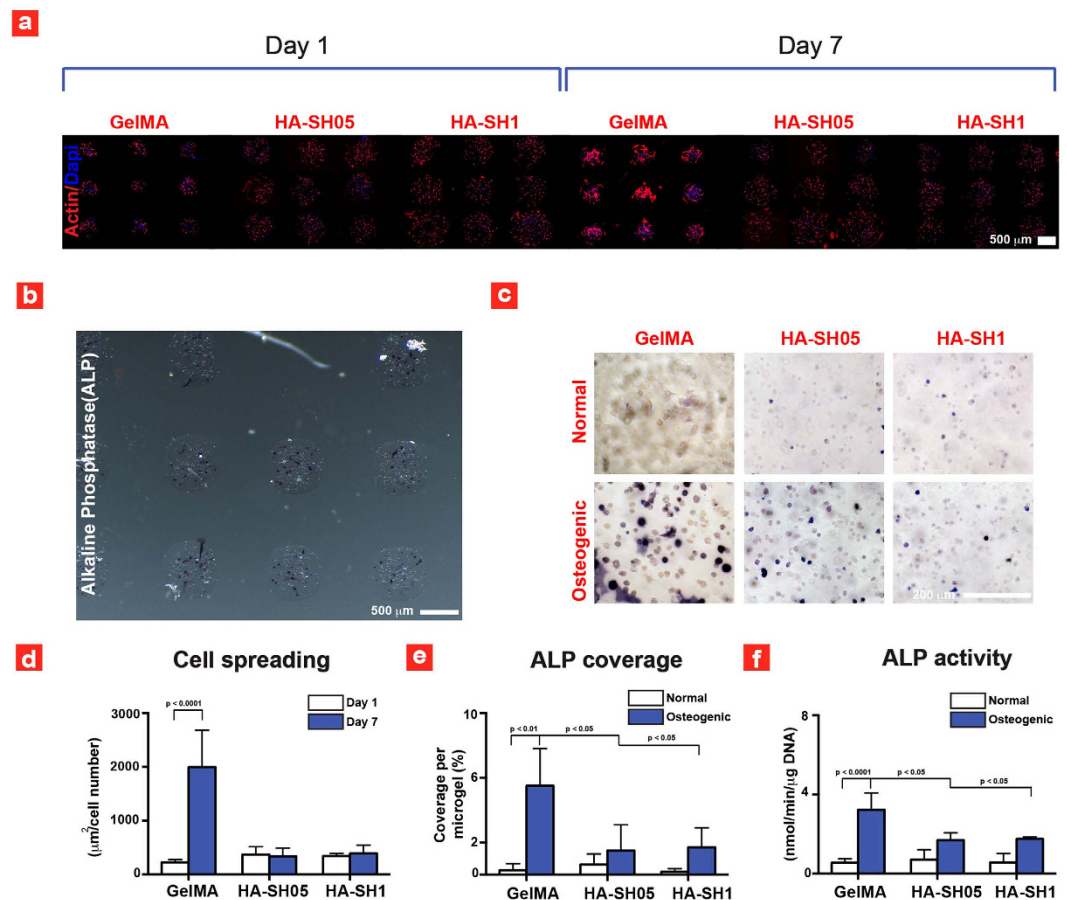 a
Day 1
Day 7
GelMA
HA-SH05
HA-SH1
GelMA
HA-SH05
HA-SH1
Actin/Dapi
500 μm
b
Alkaline Phosphatase(ALP)
500 μm
c
GelMA
HA-SH05
HA-SH1
Normal
Osteogenic
200 μm
d
Cell spreading
Day 1
Day 7
p < 0.0001
(μm²/cell number)
3000
2000
1000
0
GelMA
HA-SH05
HA-SH1
e
ALP coverage
Normal
Osteogenic
p < 0.01
p < 0.05
p < 0.05
Coverage per
microgel (%)
10
6
2
0
GelMA
HA-SH05
HA-SH1
f
ALP activity
Normal
Osteogenic
p < 0.0001
p < 0.05
p < 0.05
(nmol/min/μg DNA)
8
4
0
GelMA
HA-SH05
HA-SH1